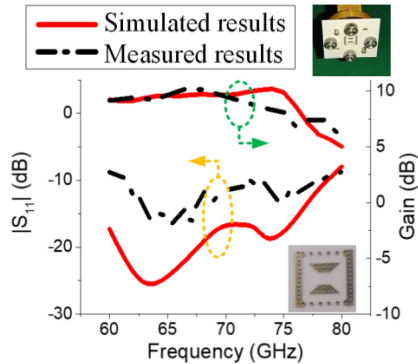 Simulated results
Measured results
|S11| (dB)
0
-10
-20
-30
10
5
0
-5
-10
Gain (dB)
60
65
70
75
80
Frequency (GHz)